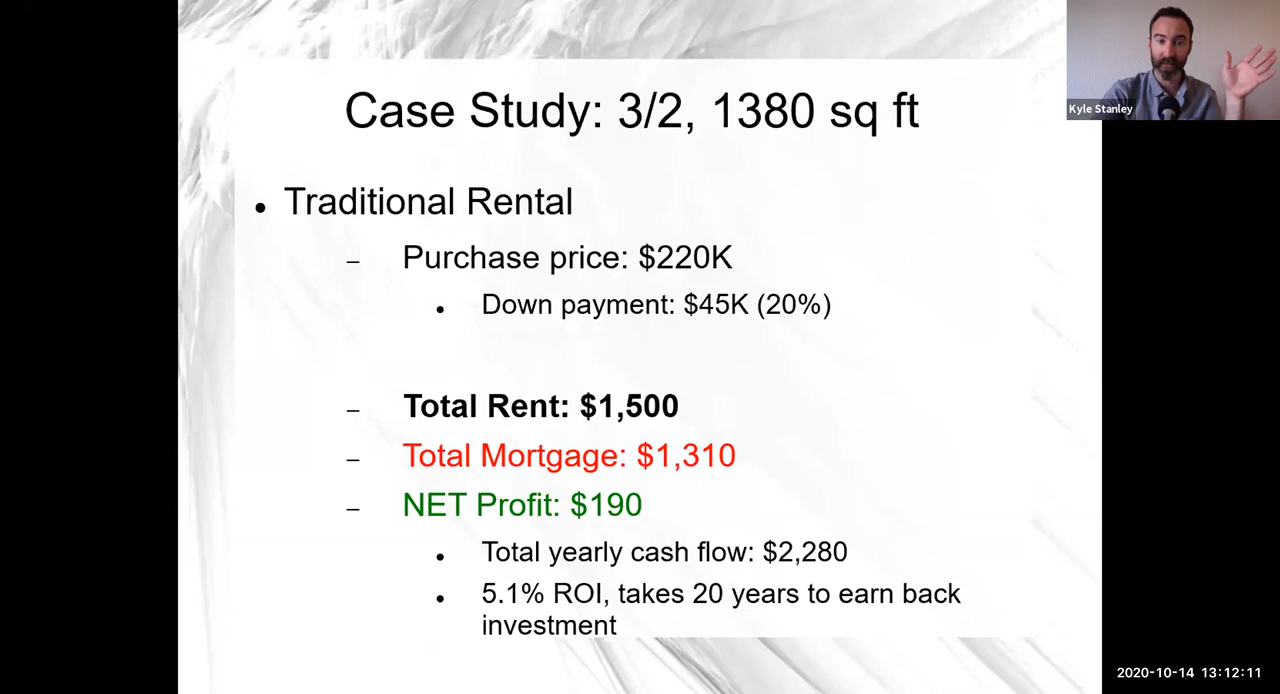 Kyle Stanley
Case Study: 3/2, 1380 sq ft
• Traditional Rental
– Purchase price: $220K
• Down payment: $45K (20%)
– Total Rent: $1,500
– Total Mortgage: $1,310
– NET Profit: $190
• Total yearly cash flow: $2,280
• 5.1% ROI, takes 20 years to earn back
investment
2020-10-14 13:12:11